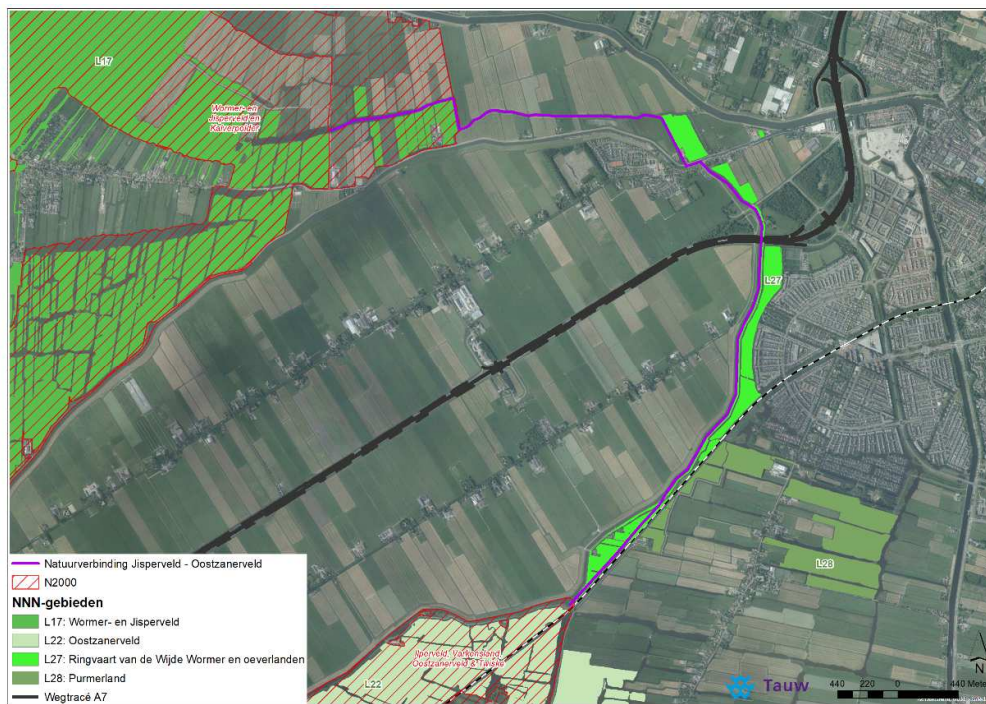 L17
Wormer- en
Jisperveld en
Kalverpolder
L27
L28
Ilperveld, Varkensland,
Oostzanerveld & Twiske
L22
Natuurverbinding Jisperveld - Oostzanerveld
N2000
NNN-gebieden
L17: Wormer- en Jisperveld
L22: Oostzanerveld
L27: Ringvaart van de Wijde Wormer en oeverlanden
L28: Purmerland
Wegtracé A7
Tauw
N
440 220 0 440 Meter